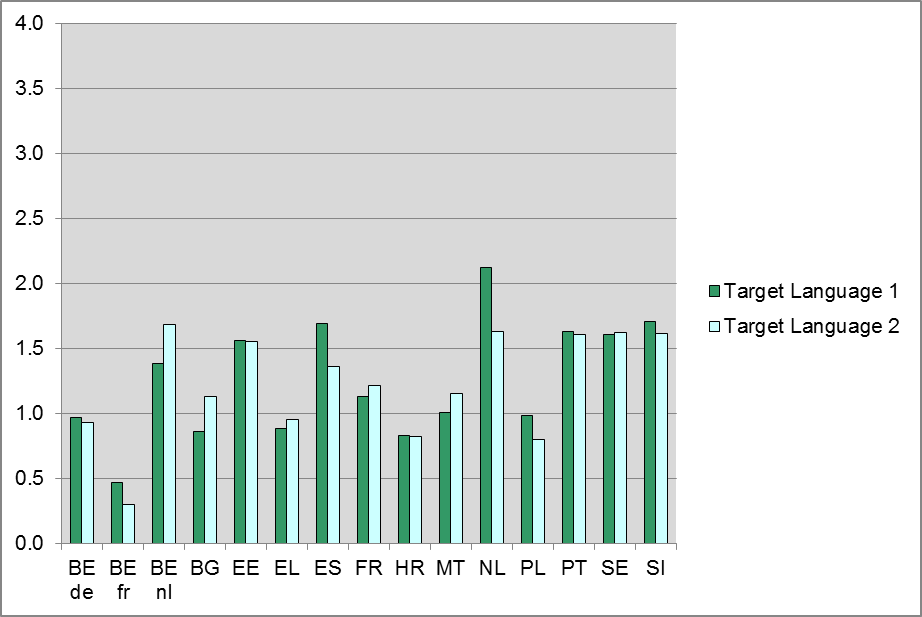 4.0
3.5
3.0
2.5
2.0
1.5
1.0
0.5
0.0
BE BE BE BG EE EL ES FR HR MT NL PL PT SE SI
de fr nl
Target Language 1
Target Language 2